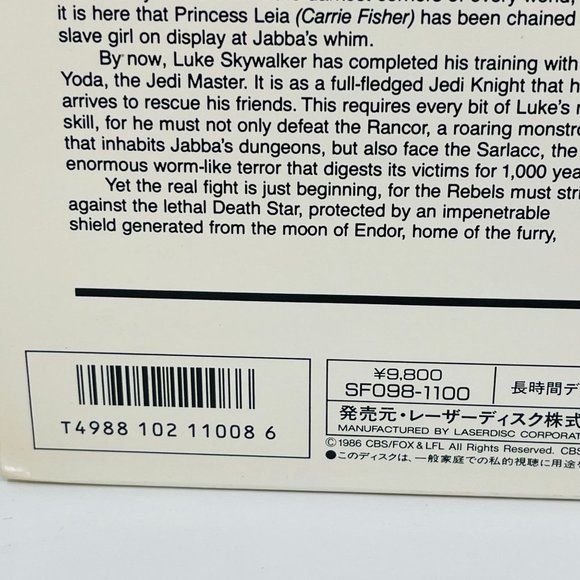 it is here that Princess Leia (Carrie Fisher) has been chained
slave girl on display at Jabba's whim.
By now, Luke Skywalker has completed his training with
Yoda, the Jedi Master. It is as a full-fledged Jedi Knight that h
arrives to rescue his friends. This requires every bit of Luke's n
skill, for he must not only defeat the Rancor, a roaring monstro
that inhabits Jabba's dungeons, but also face the Sarlacc, the
enormous worm-like terror that digests its victims for 1,000 yea
Yet the real fight is just beginning, for the Rebels must stri
against the lethal Death Star, protected by an impenetrable
shield generated from the moon of Endor, home of the furry,
T4988 102 11008 6
¥9,800
SF098-1100
長時間デ
発売元・レーザーディスク株式
MANUFACTURED BY LASERDISC CORPORAT
©1986 CBS/FOX & LFL All Rights Reserved. CBS
●このディスクは、一般家庭での私的視聴に用途を